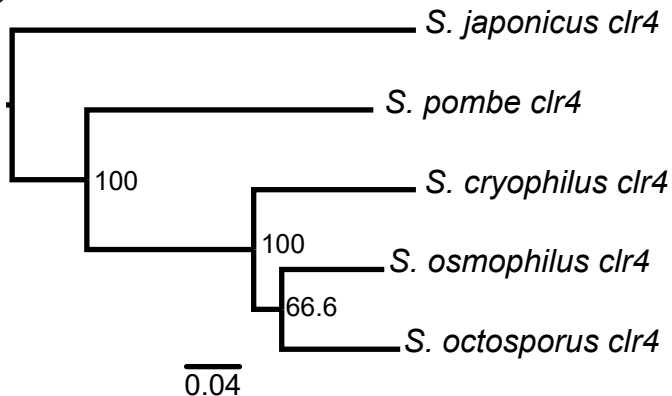 S. japonicus clr4
S. pombe clr4
100
S. cryophilus clr4
100
S. osmophilus clr4
66.6
S. octosporus clr4
0.04